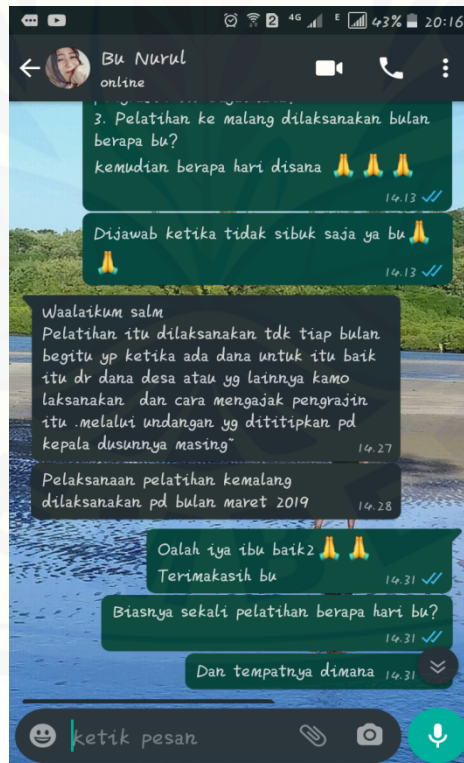 4G
E
43%
20:16
Bu Nurul
online
3. Pelatihan ke malang dilaksanakan bulan
berapa bu?
kemudian berapa hari disana 🙏 🙏 🙏
14.13
Dijawab ketika tidak sibuk saja ya bu🙏
🙏
14.13
Waalaikum salm
Pelatihan itu dilaksanakan tdk tiap bulan
begitu yp ketika ada dana untuk itu baik
itu dr dana desa atau yg lainnya kamo
laksanakan dan cara mengajak pengrajin
itu .melalui undangan yg dititipkan pd
kepala dusunnya masing~
14.27
Pelaksanaan pelatihan kemalang
dilaksanakan pd bulan maret 2019
14.28
Oalah iya ibu baik2 🙏 🙏
Terimakasih bu
14.31
Biasnya sekali pelatihan berapa hari bu?
14.31
Dan tempatnya dimana
14.31
ketik pesan